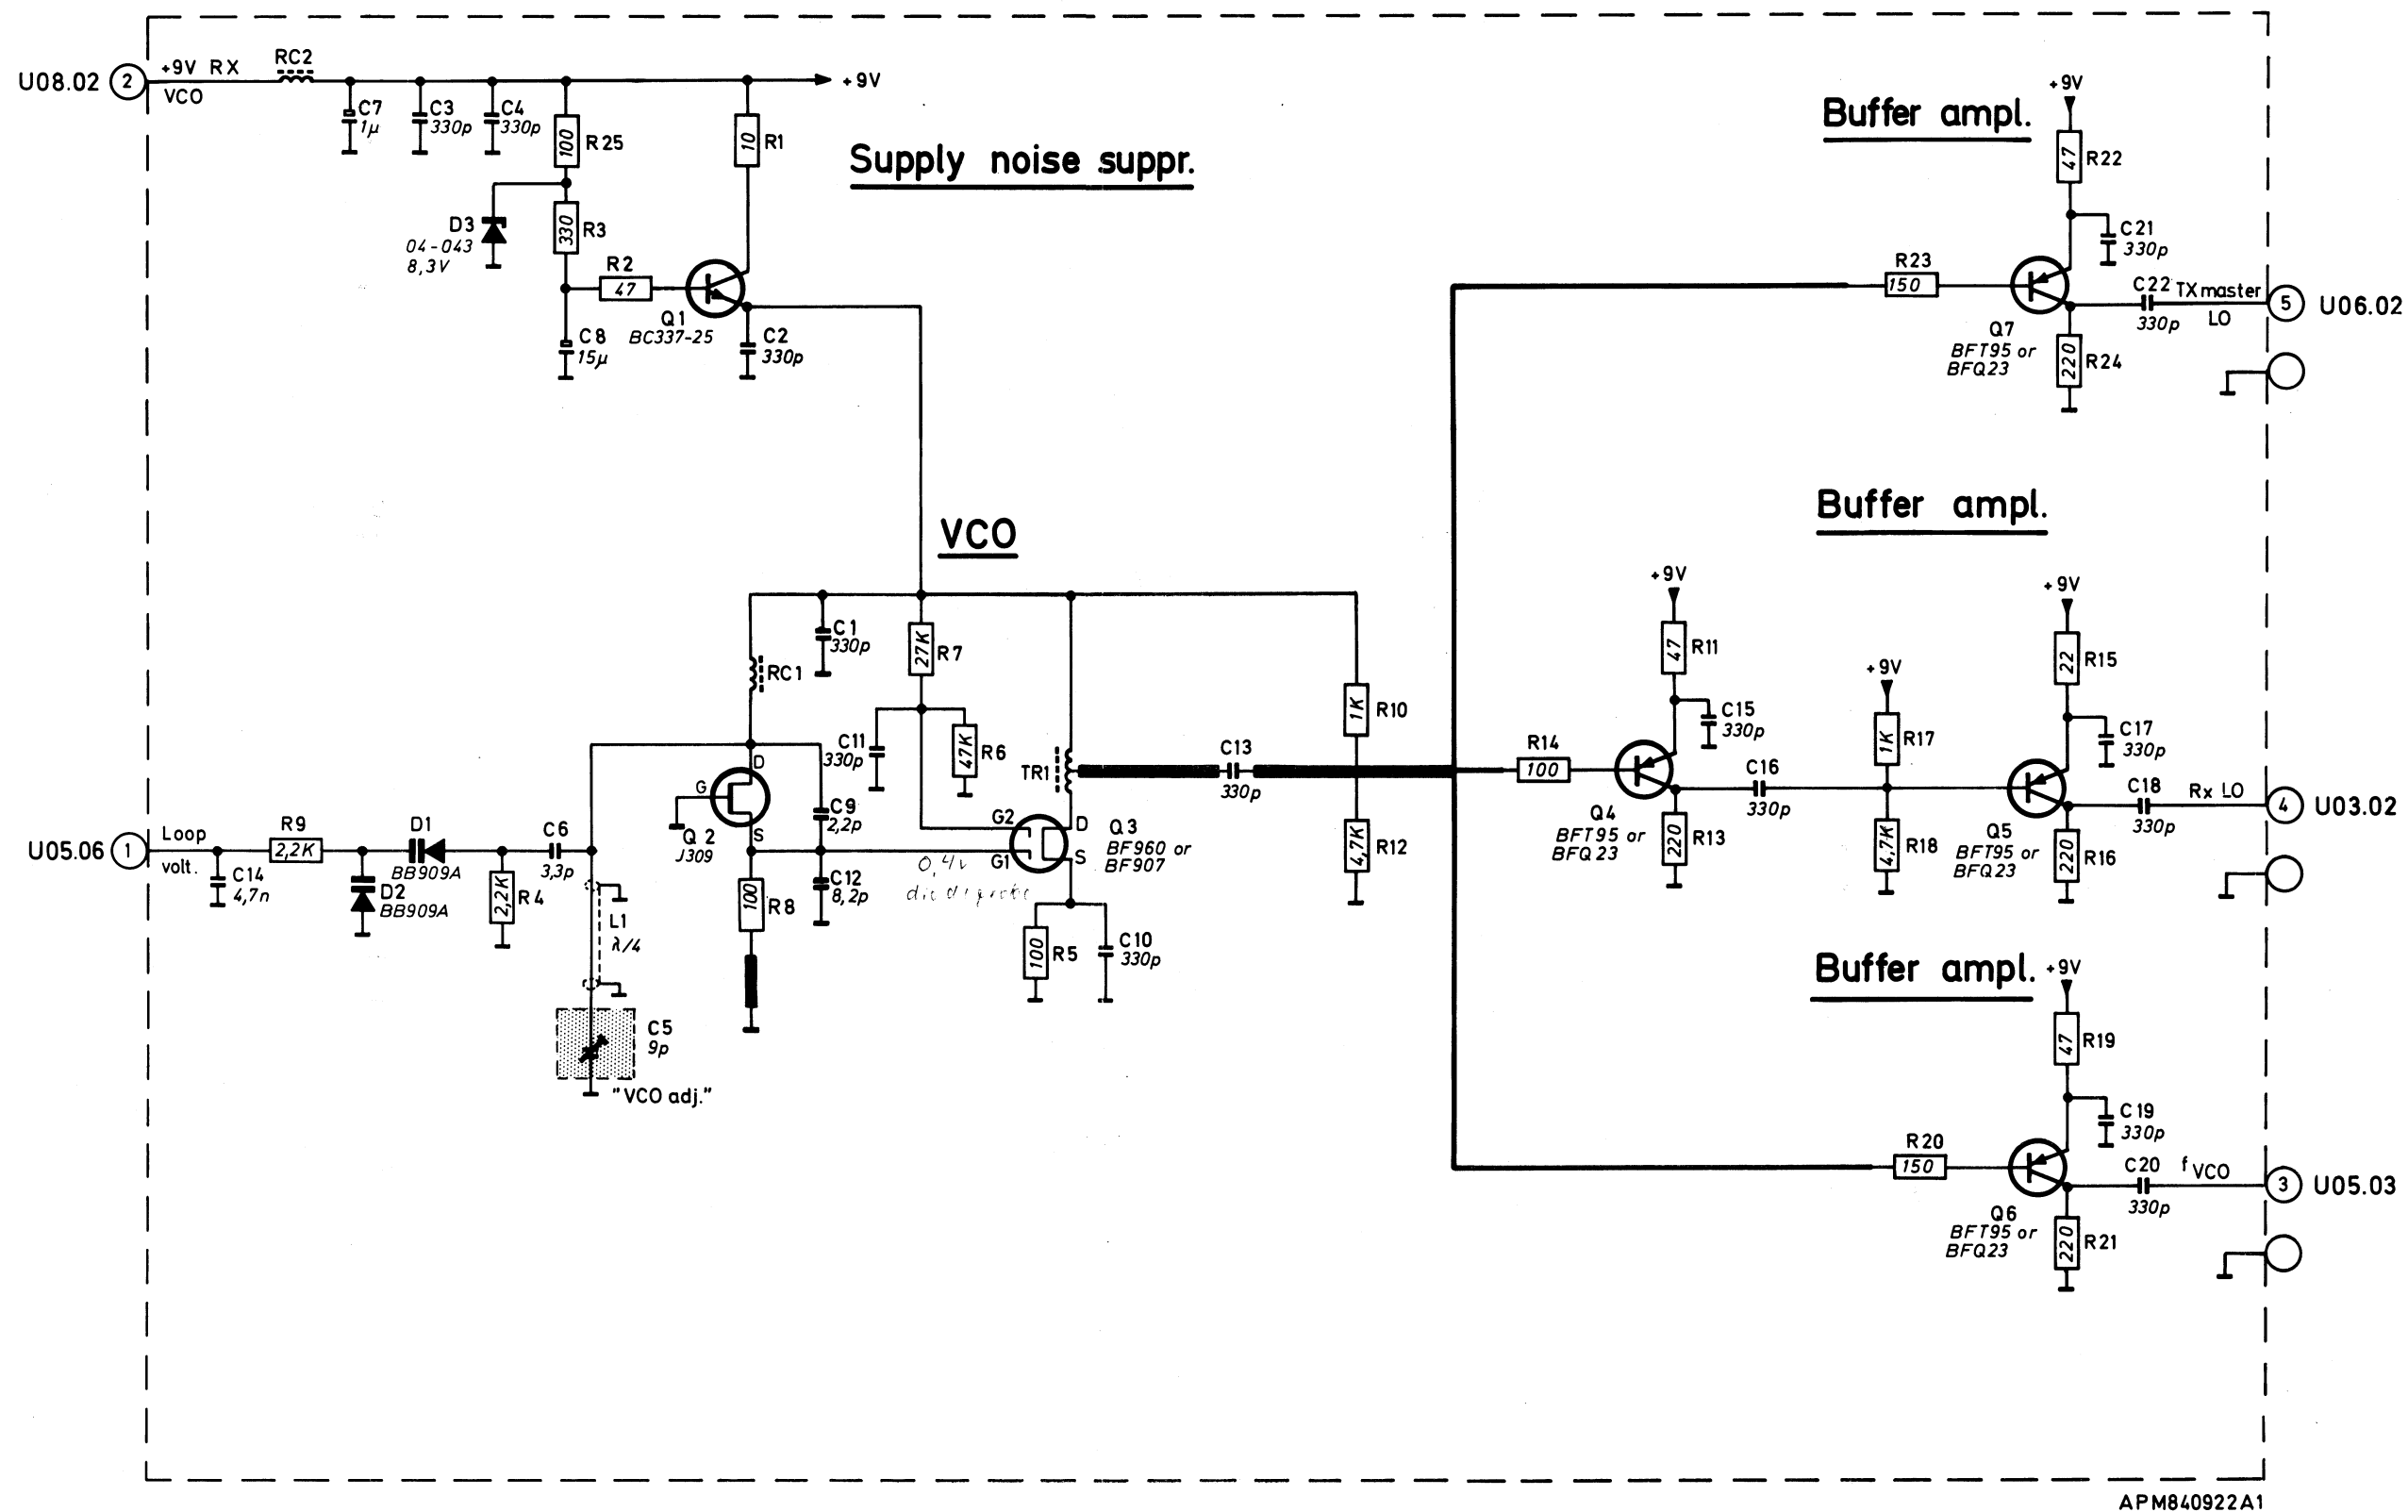 U08.02
2
+9V RX
VCO
RC2
+9V
C7
1µ
C3
330p
C4
330p
100
R25
10
R1
Supply noise suppr.
D3
04-043
8,3V
330
R3
R2
47
Q1
BC337-25
C8
15µ
C2
330p
Buffer ampl.
+9V
47
R22
C21
330p
R23
150
C22
330p
TX master
LO
5
U06.02
Q7
BFT95 or
BFQ23
220
R24
VCO
C1
330p
27K
R7
RC1
C11
330p
47K
R6
1K
R10
TR1
C13
330p
D
G
S
Q2
J309
C9
2,2p
G2
G1
D
S
Q3
BF960 or
BF907
4,7K
R12
0,4v
U05.06
1
Loop
volt.
C14
4,7n
R9
2,2K
D1
BB909A
D2
BB909A
C6
3,3p
2,2K
R4
L1
λ/4
100
R8
C12
8,2p
100
R5
C10
330p
C5
9p
"VCO adj."
Buffer ampl.
+9V
47
R11
C15
330p
R14
100
Q4
BFT95 or
BFQ23
220
R13
C16
330p
+9V
1K
R17
4,7K
R18
+9V
22
R15
C17
330p
Q5
BFT95 or
BFQ23
220
R16
C18
330p
Rx LO
4
U03.02
Buffer ampl.
+9V
47
R19
C19
330p
R20
150
Q6
BFT95 or
BFQ23
220
R21
C20
330p
f VCO
3
U05.03
APM840922A1